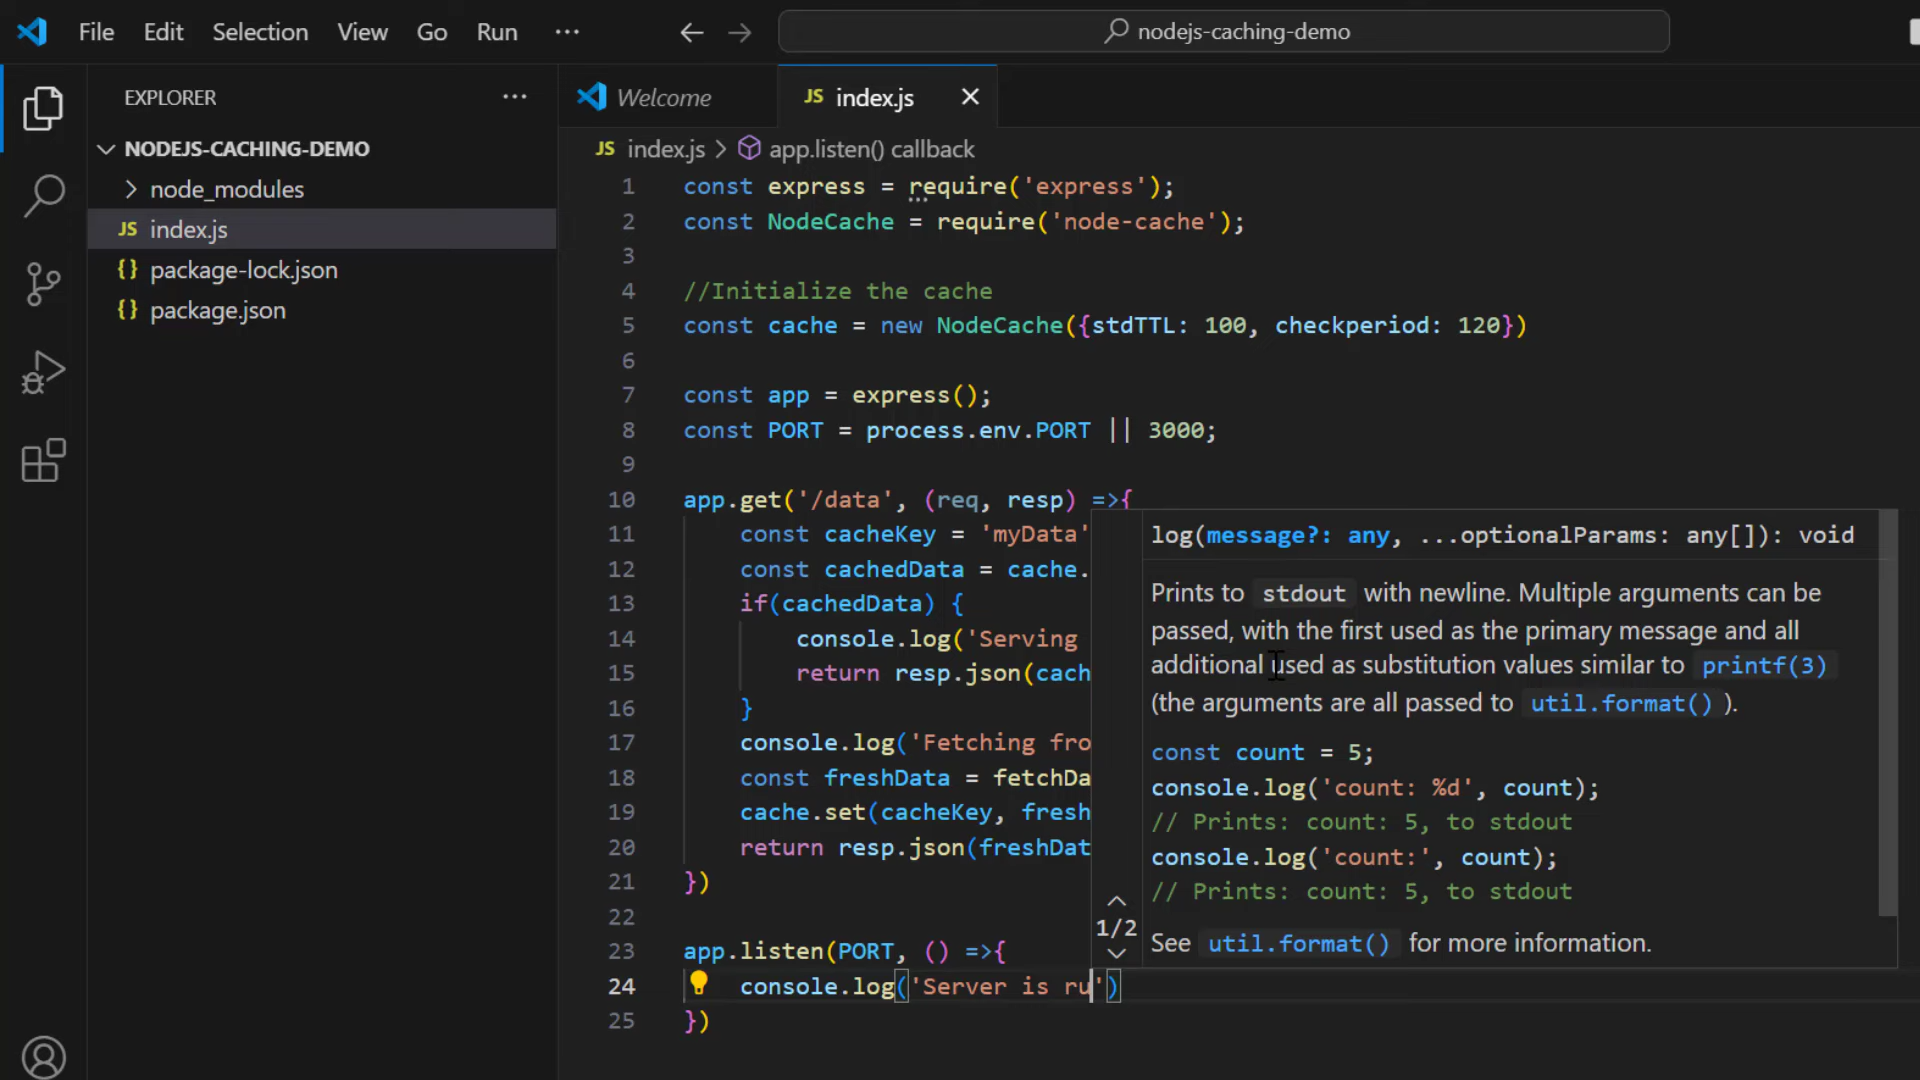 File Edit Selection View Go Run ··· nodejs-caching-demo
EXPLORER ···
NODEJS-CACHING-DEMO
node_modules
JS index.js
{} package-lock.json
{} package.json
Welcome JS index.js
JS index.js > app.listen() callback
1 const express = require('express');
2 const NodeCache = require('node-cache');
3
4 //Initialize the cache
5 const cache = new NodeCache({stdTTL: 100, checkperiod: 120})
6
7 const app = express();
8 const PORT = process.env.PORT || 3000;
9
10 app.get('/data', (req, resp) =>{
11 const cacheKey = 'myData'
12 const cachedData = cache.
13 if(cachedData) {
14 console.log('Serving
15 return resp.json(cach
16 }
17 console.log('Fetching fro
18 const freshData = fetchDa
19 cache.set(cacheKey, fresh
20 return resp.json(freshDat
21 })
22
23 app.listen(PORT, () =>{
24 console.log('Server is ru')
25 })
log(message?: any, ...optionalParams: any[]): void
Prints to stdout with newline. Multiple arguments can be
passed, with the first used as the primary message and all
additional used as substitution values similar to printf(3)
(the arguments are all passed to util.format() ).
const count = 5;
console.log('count: %d', count);
// Prints: count: 5, to stdout
console.log('count:', count);
// Prints: count: 5, to stdout
1/2
See util.format() for more information.